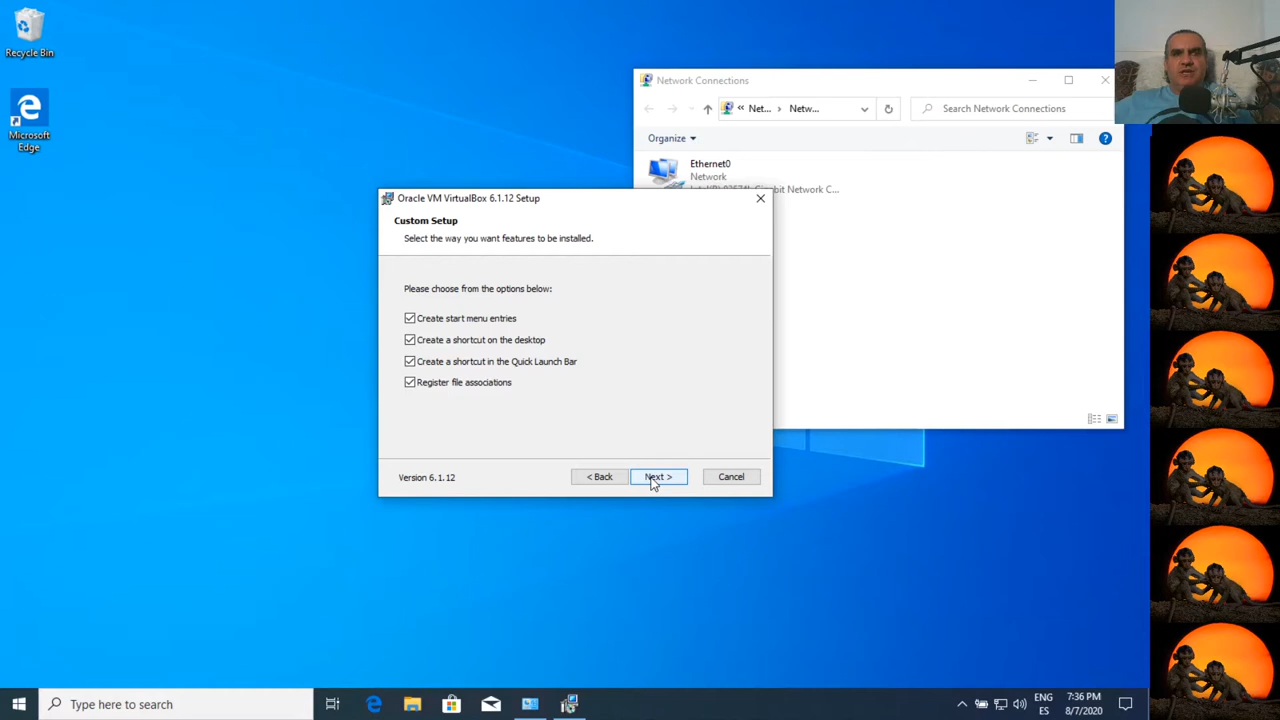 Recycle Bin
Microsoft
Edge
Network Connections
« Net... › Netw...
Search Network Connections
Organize
Ethernet0
Network
Oracle VM VirtualBox 6.1.12 Setup
Custom Setup
Select the way you want features to be installed.
Please choose from the options below:
Create start menu entries
Create a shortcut on the desktop
Create a shortcut in the Quick Launch Bar
Register file associations
Version 6.1.12
< Back
Next >
Cancel
Type here to search
ENG
ES
7:36 PM
8/7/2020